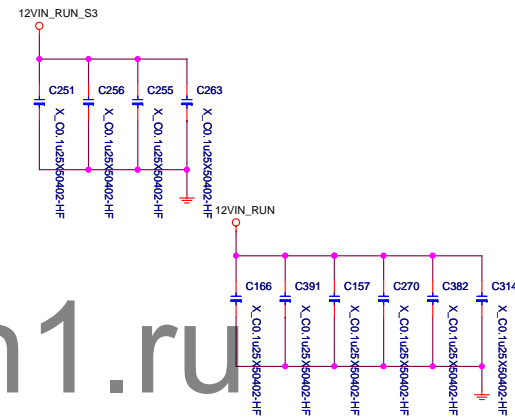 12VIN_RUN_S3
C251
C256
C255
C263
X_C0.1u25X50402-HF
X_C0.1u25X50402-HF
X_C0.1u25X50402-HF
X_C0.1u25X50402-HF
12VIN_RUN
C166
C391
C157
C270
C382
C314
X_C0.1u25X50402-HF
X_C0.1u25X50402-HF
X_C0.1u25X50402-HF
X_C0.1u25X50402-HF
X_C0.1u25X50402-HF
X_C0.1u25X50402-HF
n1.ru